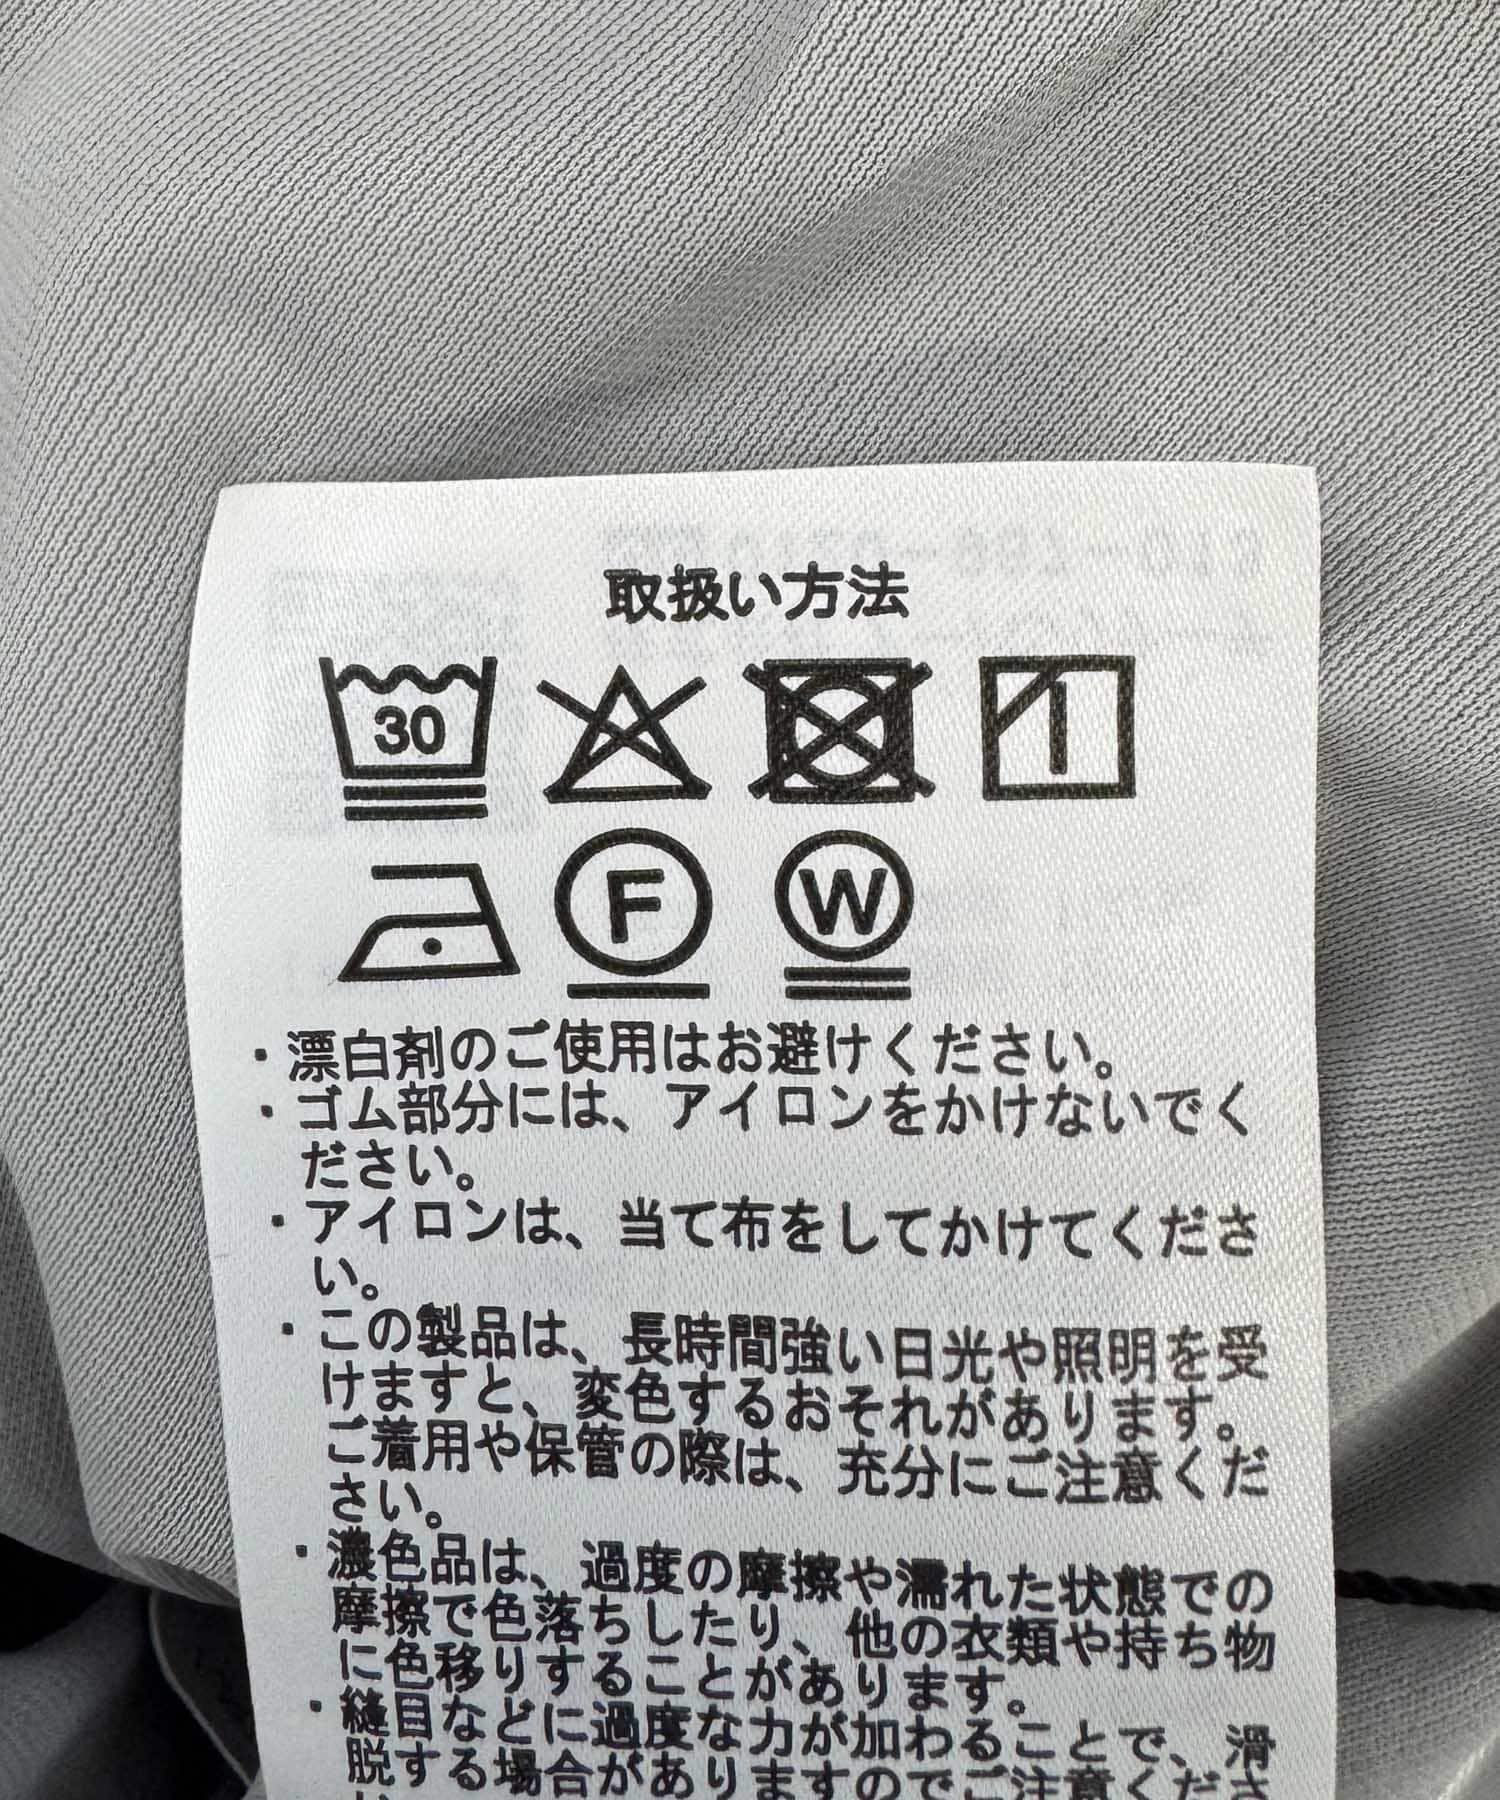 取扱い方法
30
F W
・漂白剤のご使用はお避けください。
・ゴム部分には、アイロンをかけないでく
ださい。
・アイロンは、当て布をしてかけてくださ
い。
・この製品は、長時間強い日光や照明を受
けますと、変色するおそれがあります。
ご着用や保管の際は、充分にご注意くだ
さい。
・濃色品は、過度の摩擦や濡れた状態での
摩擦で色落ちしたり、他の衣類や持ち物
に色移りすることがあります。
・縫目などに過度な力が加わることで、滑
脱する場合がありますのでご注意くださ